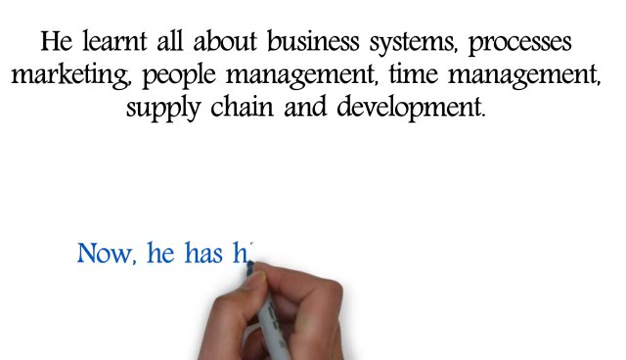 He learnt all about business systems, processes
marketing, people management, time management,
supply chain and development.
Now, he has